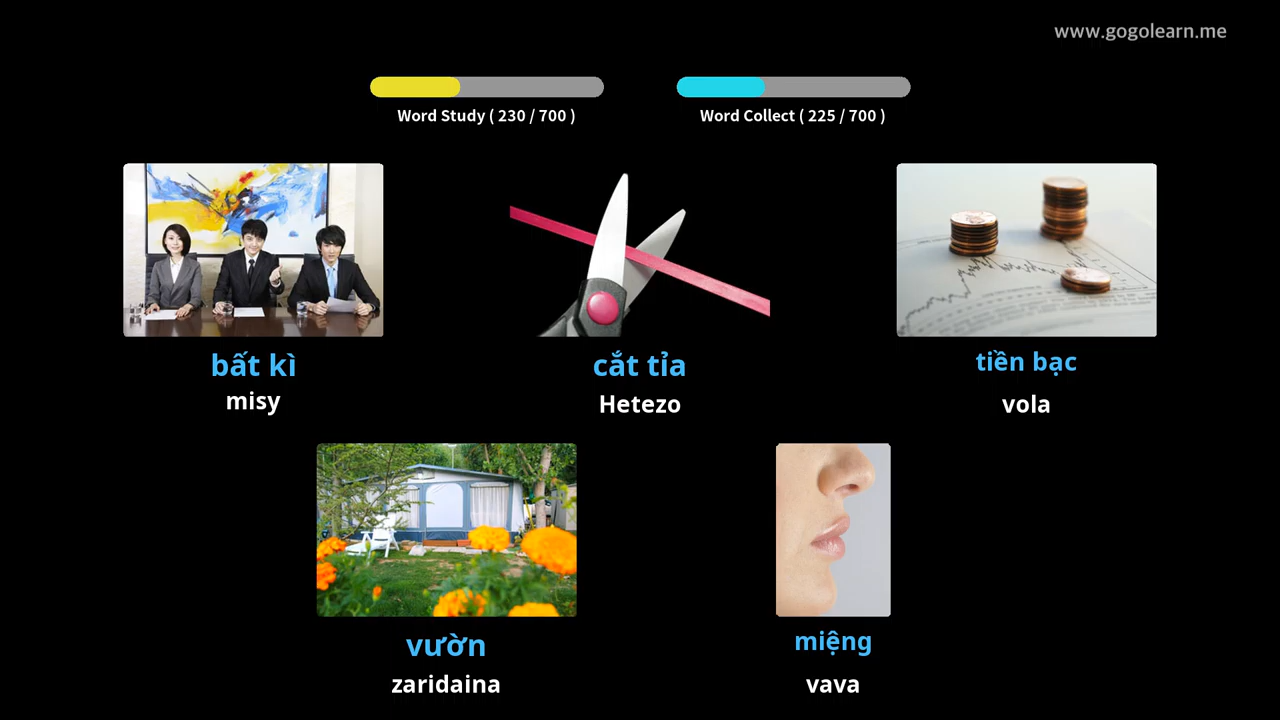 www.gogolearn.me
Word Study ( 230 / 700 )
Word Collect ( 225 / 700 )
bất kì
misy
cắt tỉa
Hetezo
tiền bạc
vola
vườn
zaridaina
miệng
vava